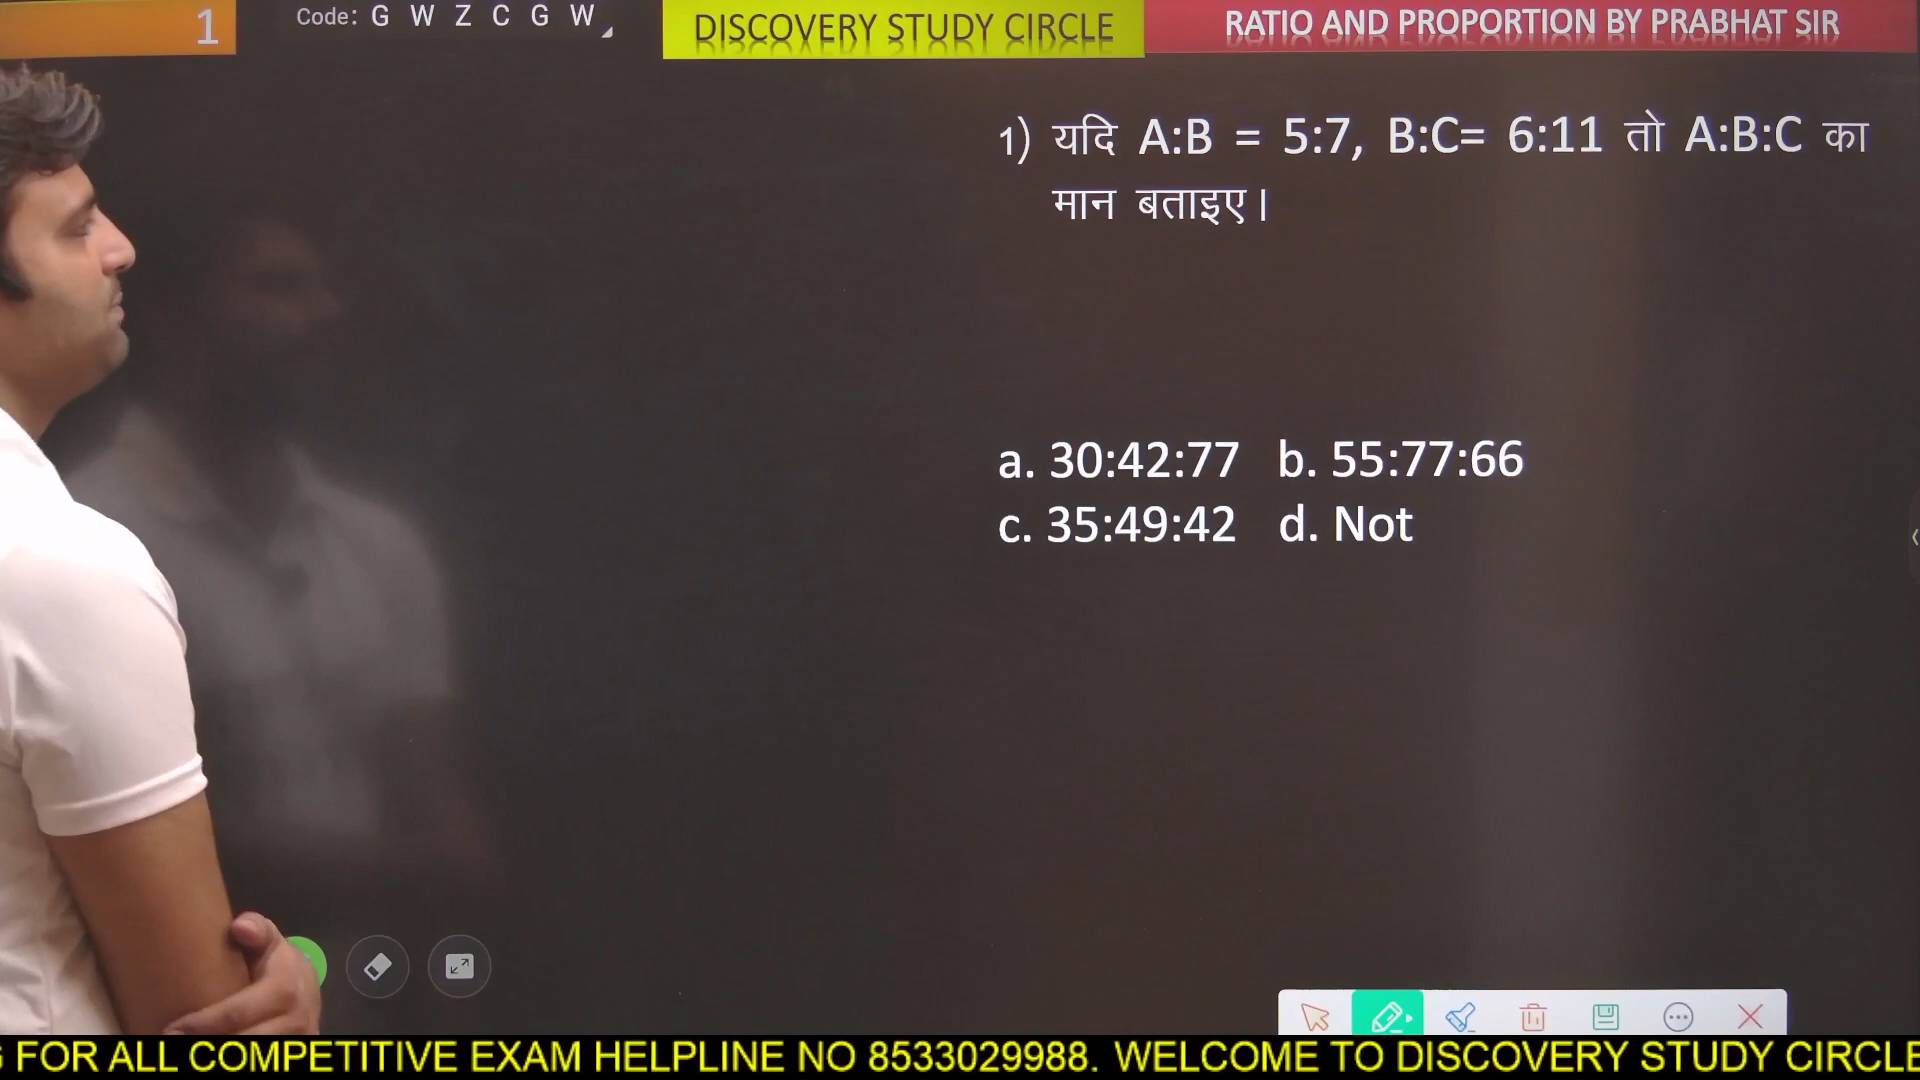 1
Code: G W Z C G W
DISCOVERY STUDY CIRCLE
RATIO AND PROPORTION BY PRABHAT SIR
1) यदि A:B = 5:7, B:C= 6:11 तो A:B:C का
मान बताइए।
a. 30:42:77 b. 55:77:66
c. 35:49:42 d. Not
FOR ALL COMPETITIVE EXAM HELPLINE NO 8533029988. WELCOME TO DISCOVERY STUDY CIRCLE